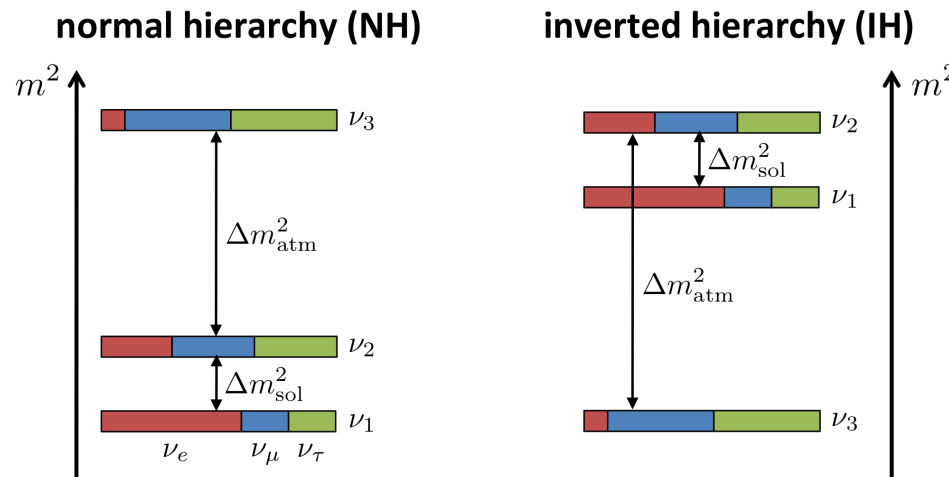 normal hierarchy (NH)
m²
ν₃
Δm²atm
ν₂
Δm²sol
ν₁
νe νμ ντ
inverted hierarchy (IH)
m²
ν₂
Δm²sol
ν₁
Δm²atm
ν₃